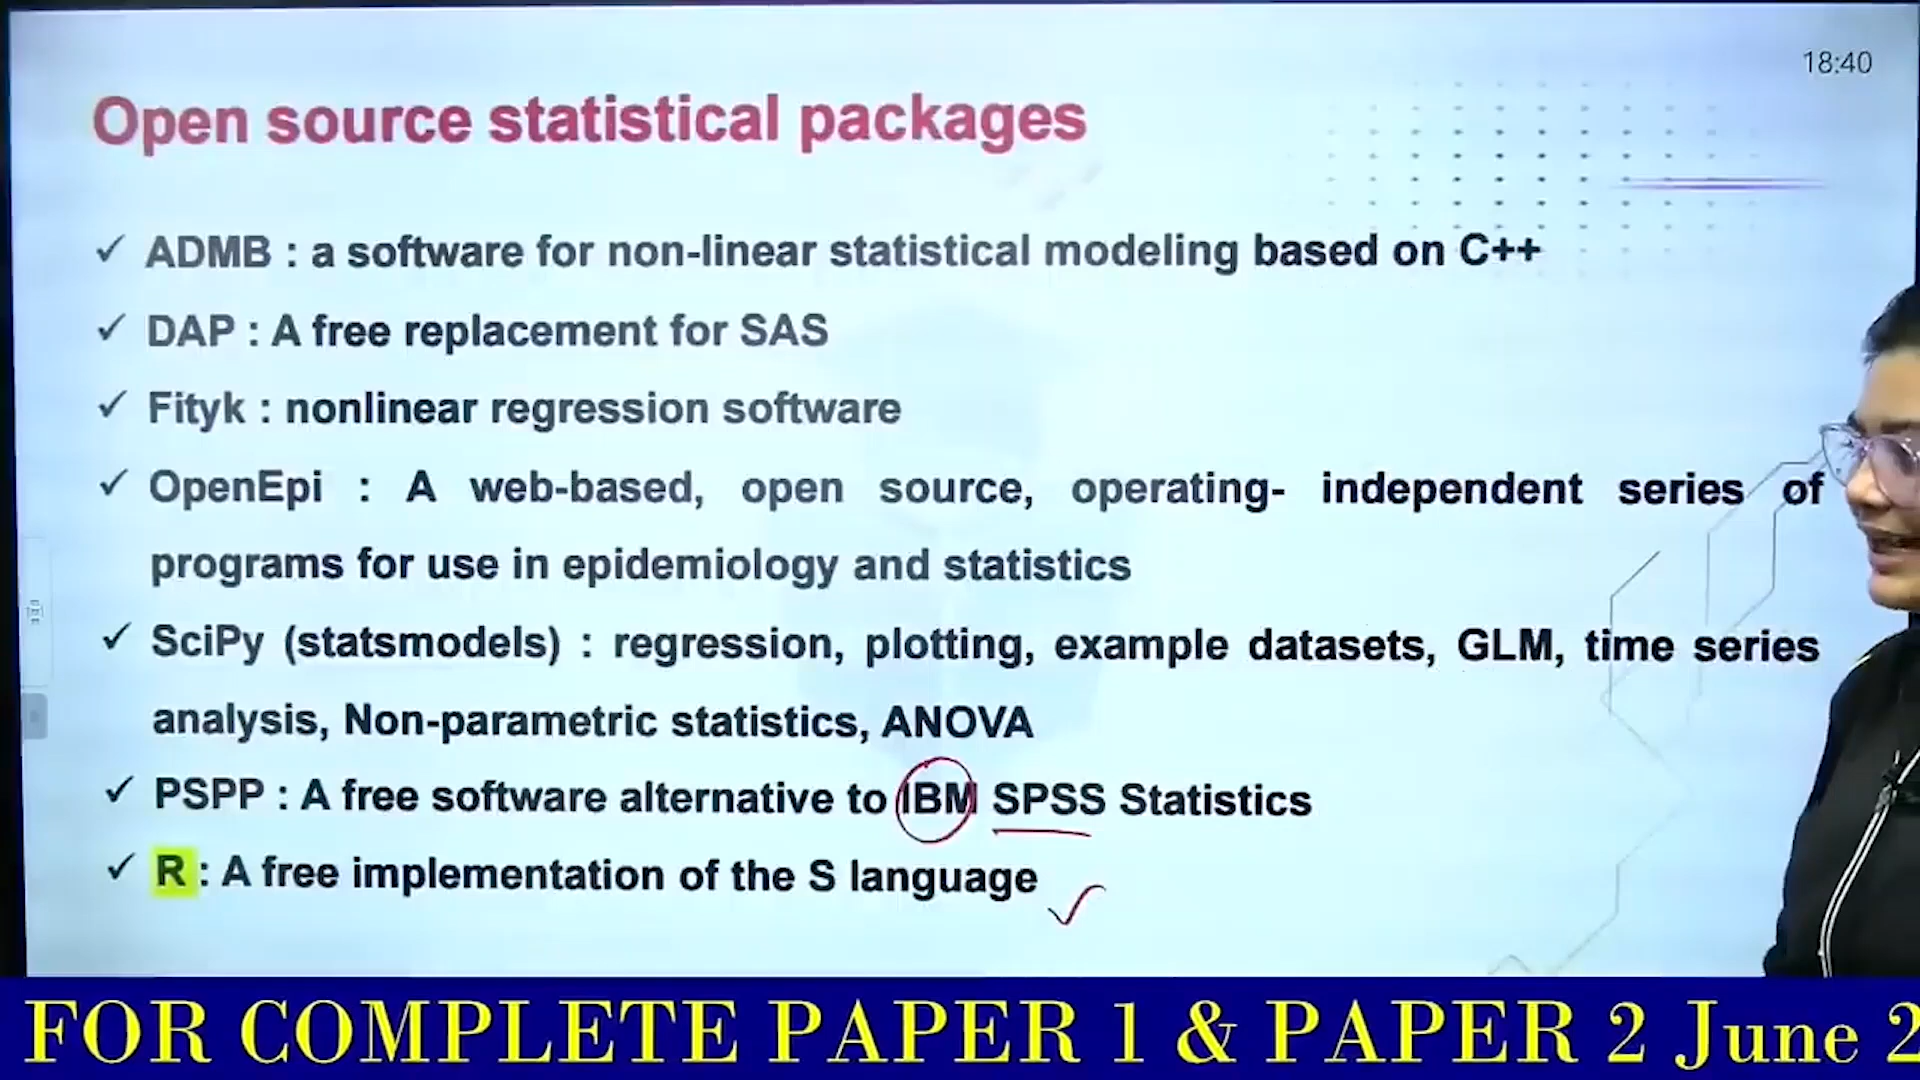 18:40
Open source statistical packages
✓ ADMB : a software for non-linear statistical modeling based on C++
✓ DAP : A free replacement for SAS
✓ Fityk : nonlinear regression software
✓ OpenEpi : A web-based, open source, operating- independent series of
programs for use in epidemiology and statistics
✓ SciPy (statsmodels) : regression, plotting, example datasets, GLM, time series
analysis, Non-parametric statistics, ANOVA
✓ PSPP : A free software alternative to IBM SPSS Statistics
✓ R : A free implementation of the S language
FOR COMPLETE PAPER 1 & PAPER 2 June 2